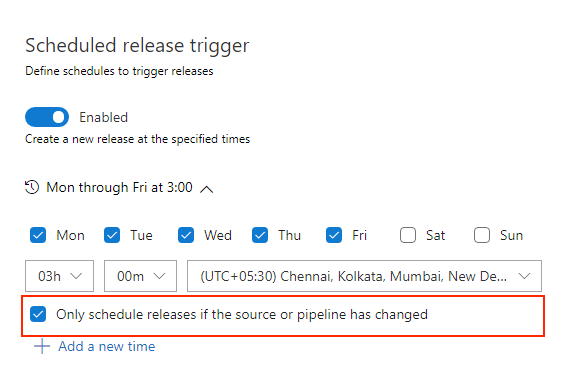 Scheduled release trigger
Define schedules to trigger releases
Enabled
Create a new release at the specified times
Mon through Fri at 3:00
Mon Tue Wed Thu Fri Sat Sun
03h 00m (UTC+05:30) Chennai, Kolkata, Mumbai, New De...
Only schedule releases if the source or pipeline has changed
Add a new time